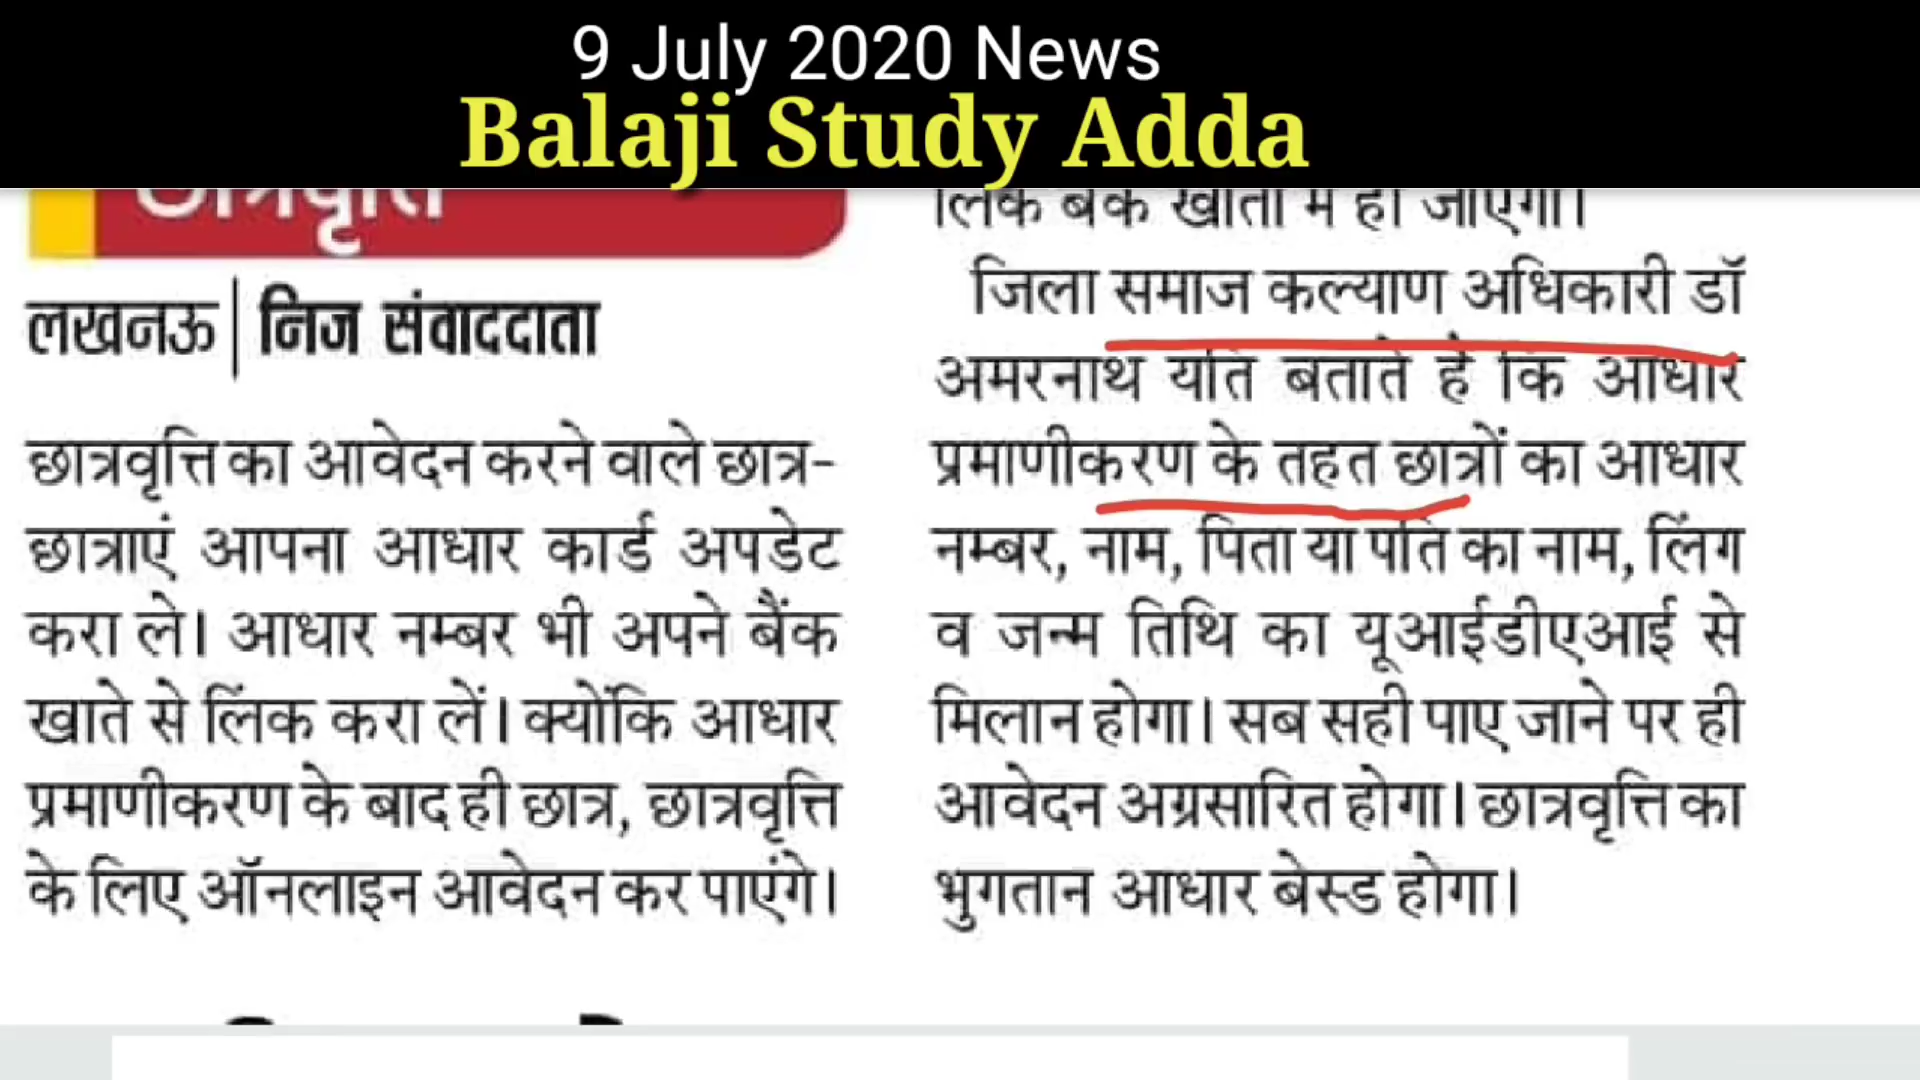 9 July 2020 News
Balaji Study Adda
छात्रवृत्ति
लखनऊ | निज संवाददाता
छात्रवृत्ति का आवेदन करने वाले छात्र-
छात्राएं आपना आधार कार्ड अपडेट
करा ले। आधार नम्बर भी अपने बैंक
खाते से लिंक करा लें। क्योंकि आधार
प्रमाणीकरण के बाद ही छात्र, छात्रवृत्ति
के लिए ऑनलाइन आवेदन कर पाएंगे।
लिंक बैंक खातों में ही जाएगी।
जिला समाज कल्याण अधिकारी डॉ
अमरनाथ यति बताते हैं कि आधार
प्रमाणीकरण के तहत छात्रों का आधार
नम्बर, नाम, पिता या पति का नाम, लिंग
व जन्म तिथि का यूआईडीएआई से
मिलान होगा। सब सही पाए जाने पर ही
आवेदन अग्रसारित होगा। छात्रवृत्ति का
भुगतान आधार बेस्ड होगा।